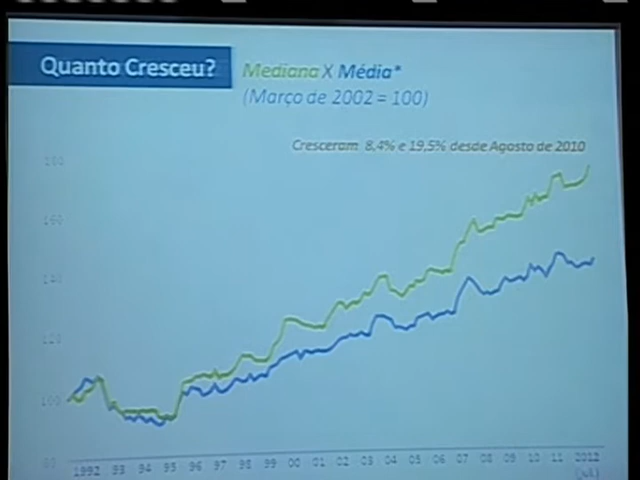 Quanto Cresceu?
Mediana X Média*
(Março de 2002 = 100)
Cresceram 8,4% e 19,5% desde Agosto de 2010
180
160
140
120
100
1992 93 94 95 96 97 98 99 00 01 02 03 04 05 06 07 08 09 10 11 2012